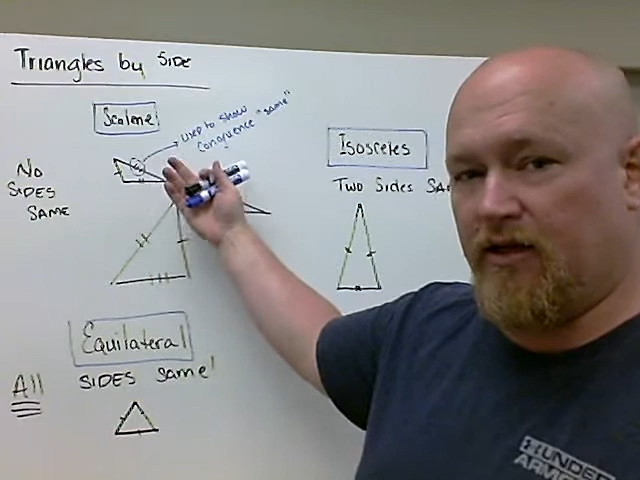 Triangles by SIDE
Scalene
used to show
congruence "same"
No
SIDES
SAME
Isosceles
TWO SIDES SA
Equilateral
All SIDES same!
UNDER
ARMOUR